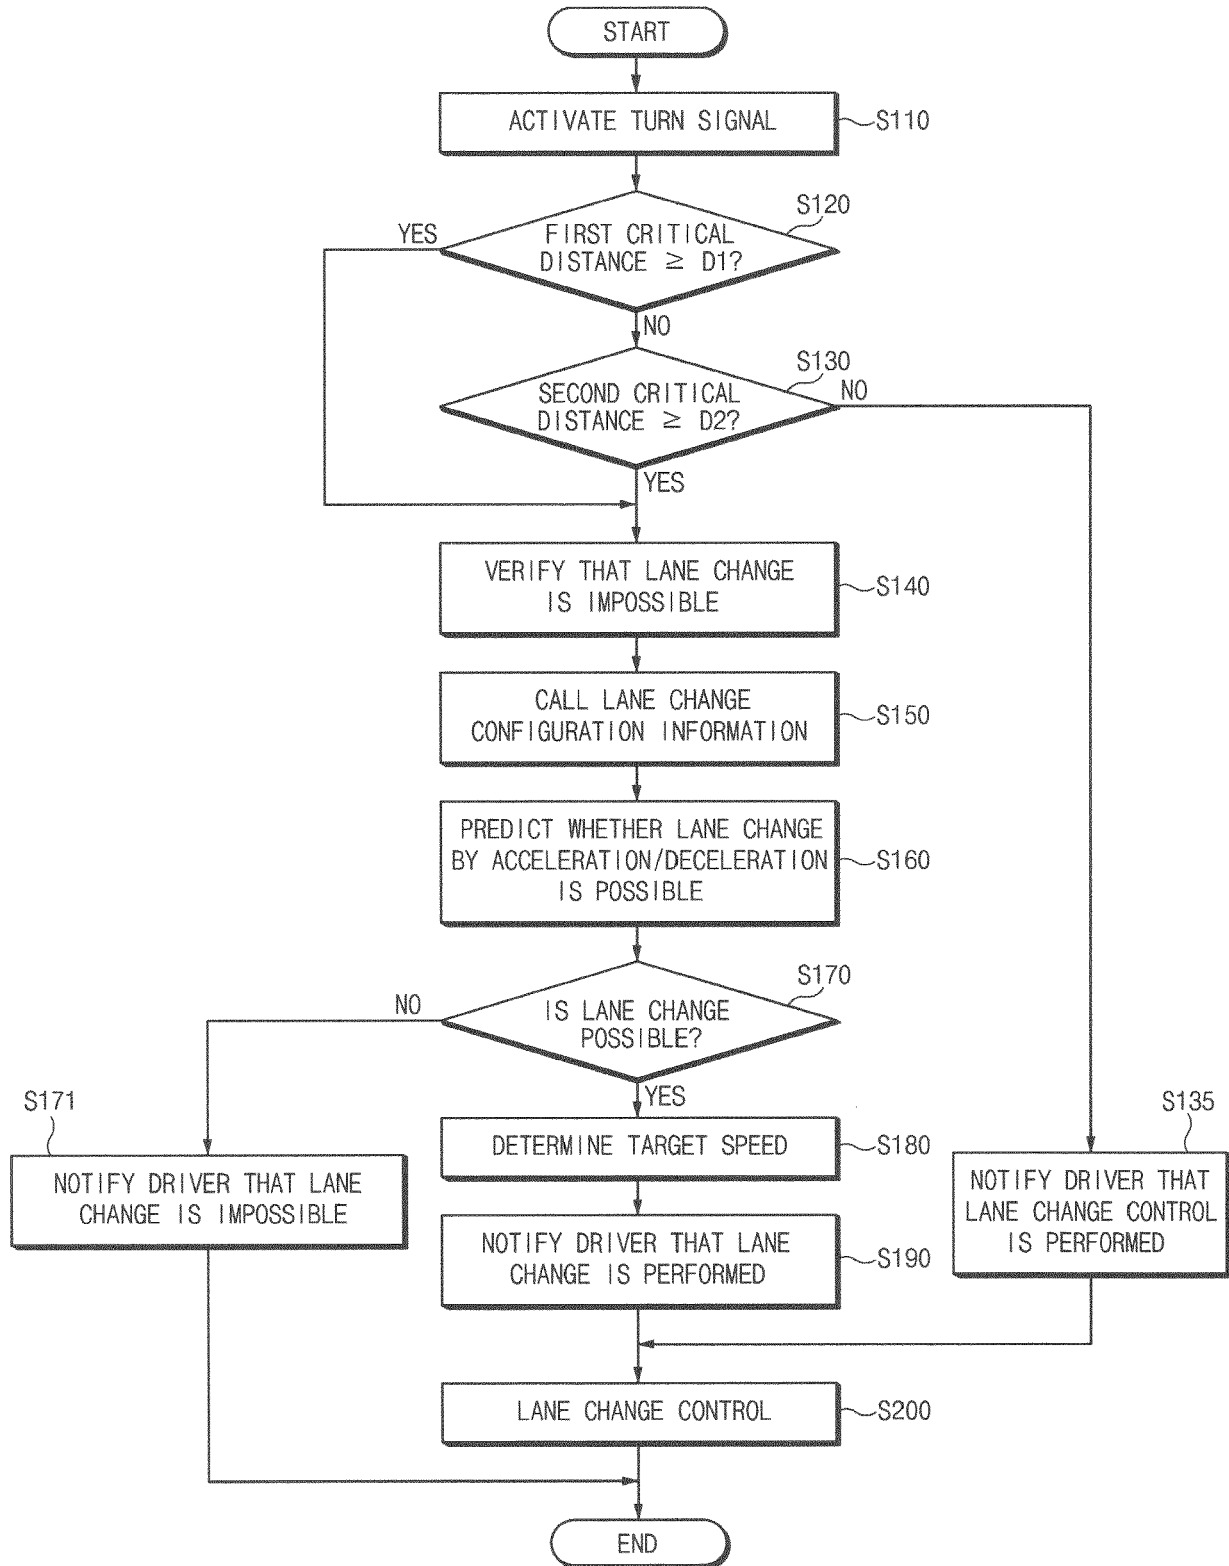 START
ACTIVATE TURN SIGNAL
S110
S120
YES
FIRST CRITICAL
DISTANCE ≥ D1?
NO
S130
NO
SECOND CRITICAL
DISTANCE ≥ D2?
YES
VERIFY THAT LANE CHANGE
IS IMPOSSIBLE
S140
CALL LANE CHANGE
CONFIGURATION INFORMATION
S150
PREDICT WHETHER LANE CHANGE
BY ACCELERATION/DECELERATION
IS POSSIBLE
S160
S170
NO
IS LANE CHANGE
POSSIBLE?
YES
S171
NOTIFY DRIVER THAT LANE
CHANGE IS IMPOSSIBLE
DETERMINE TARGET SPEED
S180
S135
NOTIFY DRIVER THAT
LANE CHANGE CONTROL
IS PERFORMED
NOTIFY DRIVER THAT LANE
CHANGE IS PERFORMED
S190
LANE CHANGE CONTROL
S200
END